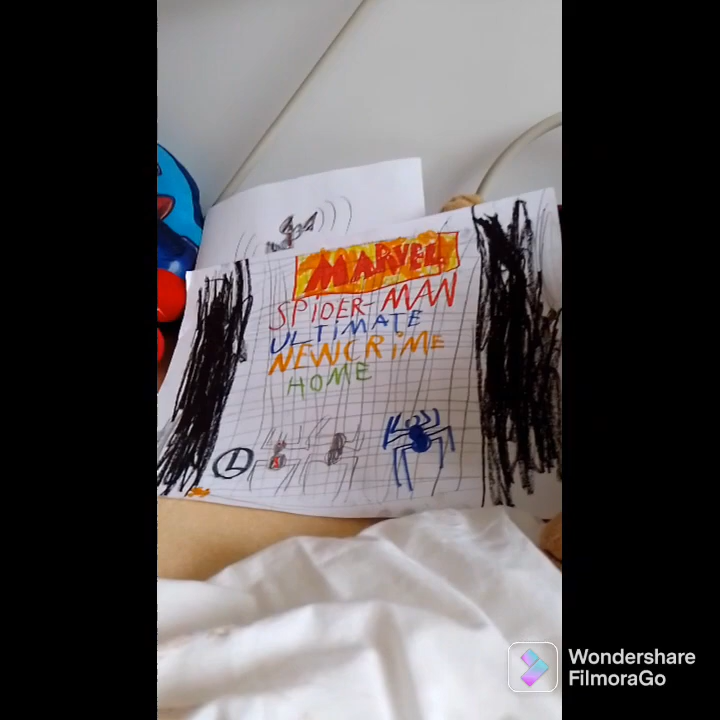 MARVEL
SPIDER-MAN
ULTIMATE
NEWCRIME
HOME
L
Wondershare
FilmoraGo